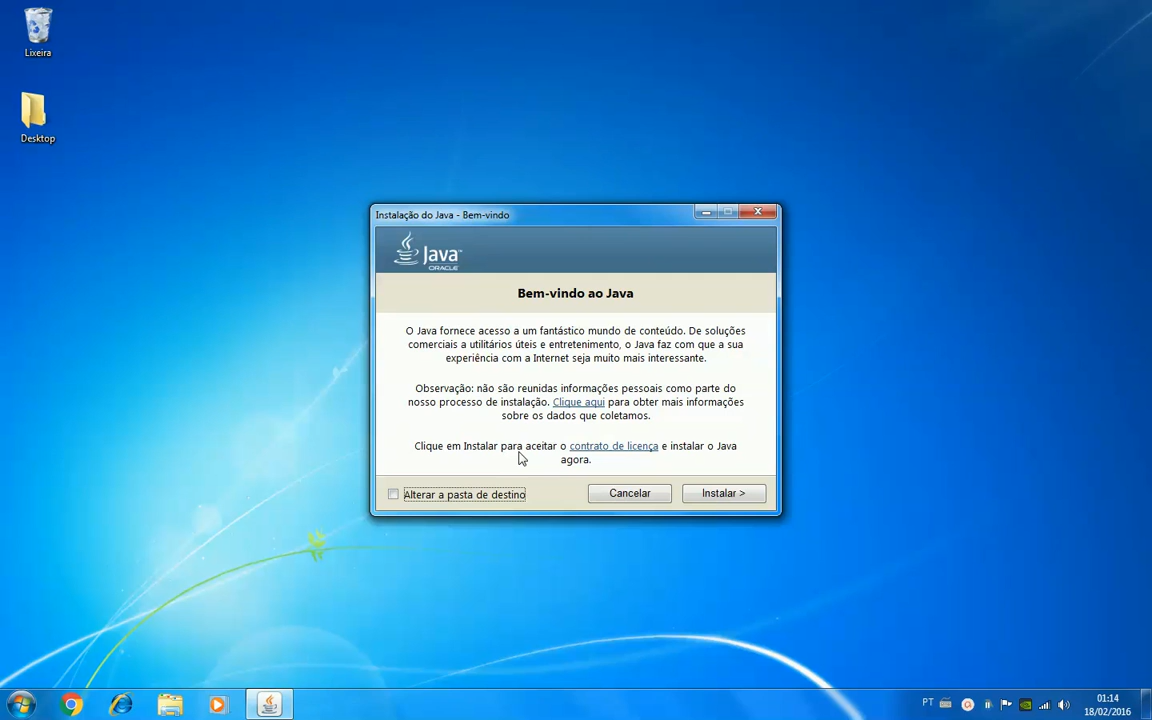 Lixeira
Desktop
Instalação do Java - Bem-vindo
Java™
ORACLE
Bem-vindo ao Java
O Java fornece acesso a um fantástico mundo de conteúdo. De soluções
comerciais a utilitários úteis e entretenimento, o Java faz com que a sua
experiência com a Internet seja muito mais interessante.
Observação: não são reunidas informações pessoais como parte do
nosso processo de instalação. Clique aqui para obter mais informações
sobre os dados que coletamos.
Clique em Instalar para aceitar o contrato de licença e instalar o Java
agora.
Alterar a pasta de destino
Cancelar
Instalar >
PT
01:14
18/02/2016